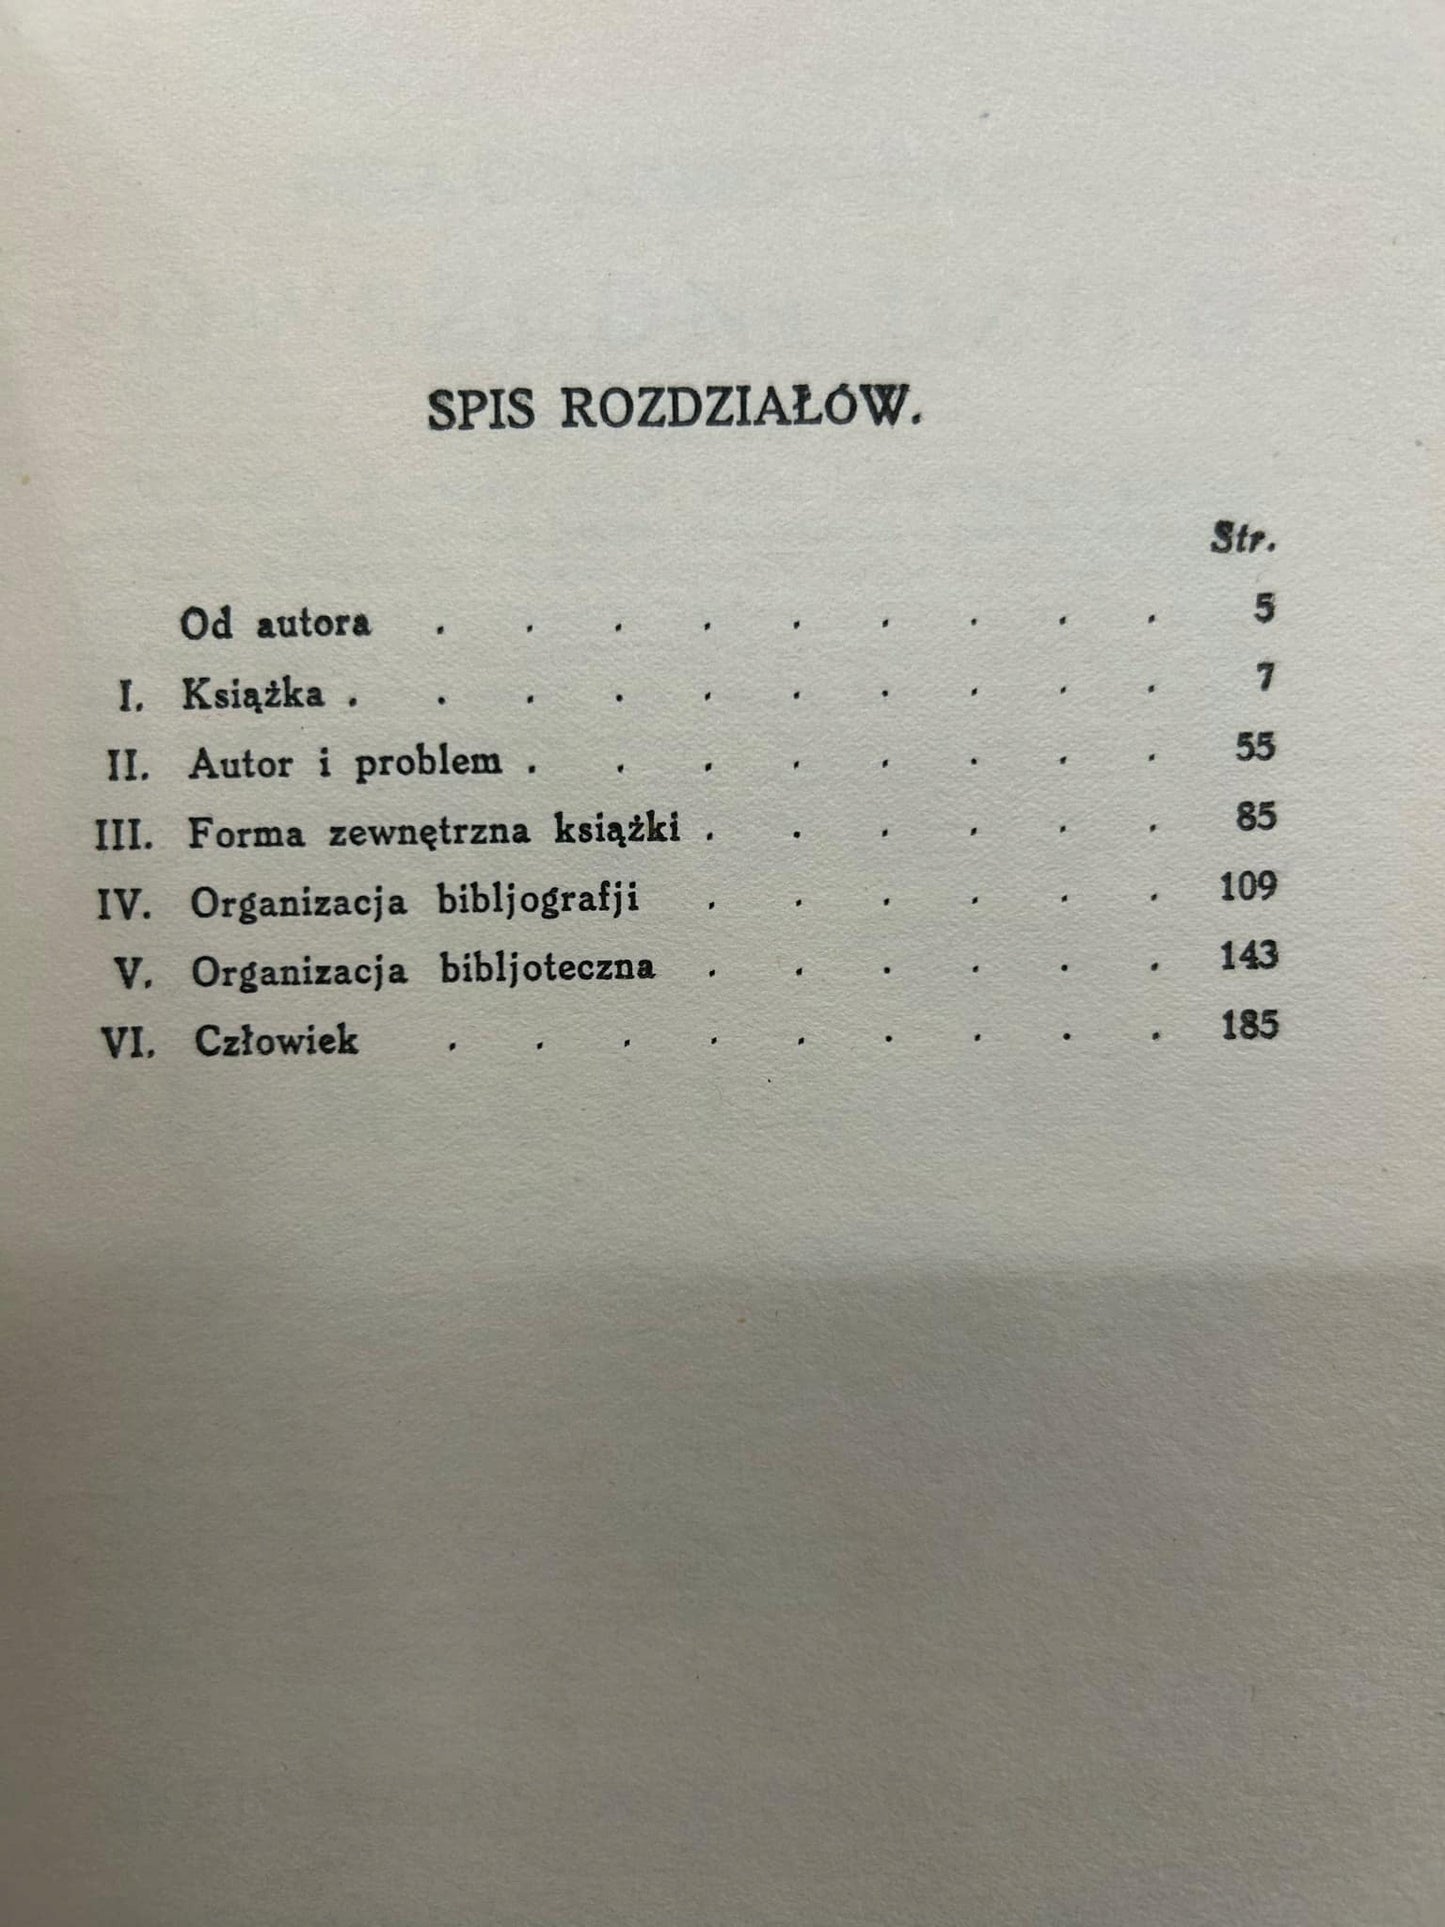 SPIS ROZDZIAŁÓW.
Str.
Od autora . . . . . . . . . 5
I. Książka . . . . . . . . . . 7
II. Autor i problem . . . . . . . . 55
III. Forma zewnętrzna książki . . . . . . 85
IV. Organizacja bibljografji . . . . . . 109
V. Organizacja bibljoteczna . . . . . . 143
VI. Człowiek . . . . . . . . . 185